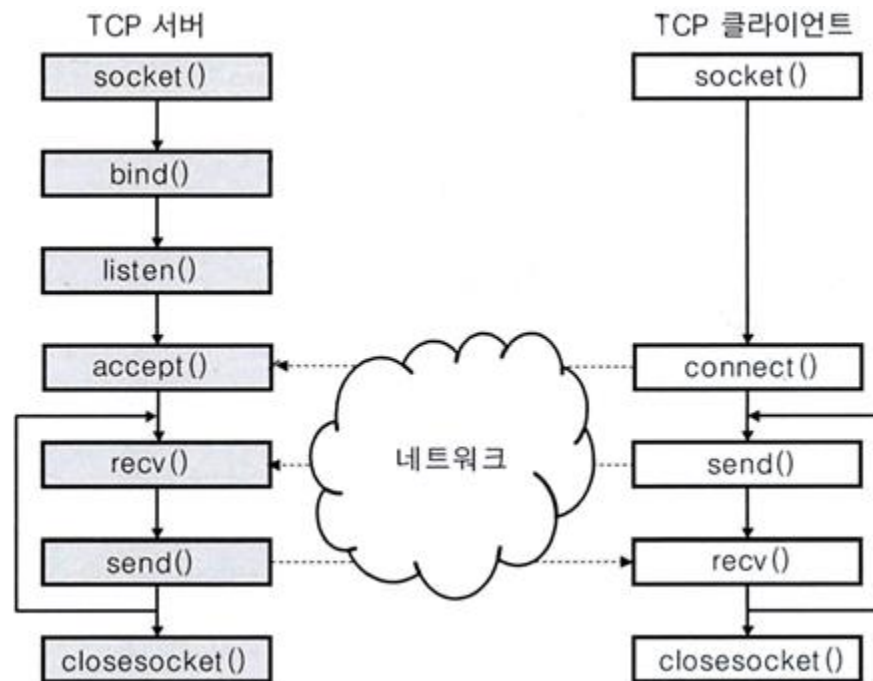 TCP 서버
socket()
bind()
listen()
accept()
recv()
send()
closesocket()
네트워크
TCP 클라이언트
socket()
connect()
send()
recv()
closesocket()